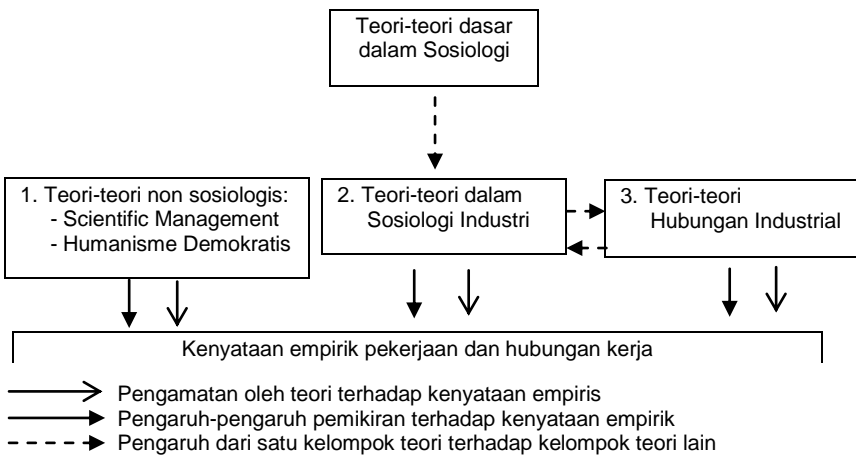 Teori-teori dasar
dalam Sosiologi
1. Teori-teori non sosiologis:
- Scientific Management
- Humanisme Demokratis
2. Teori-teori dalam
Sosiologi Industri
3. Teori-teori
Hubungan Industrial
Kenyataan empirik pekerjaan dan hubungan kerja
Pengamatan oleh teori terhadap kenyataan empiris
Pengaruh-pengaruh pemikiran terhadap kenyataan empirik
Pengaruh dari satu kelompok teori terhadap kelompok teori lain